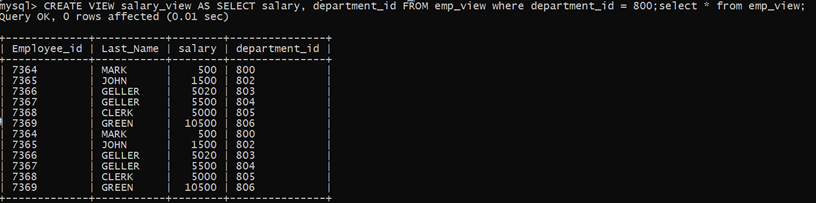 mysql> CREATE VIEW salary_view AS SELECT salary, department_id FROM emp_view where department_id = 800;select * from emp_view;
Query OK, 0 rows affected (0.01 sec)
+-------------+-----------+--------+---------------+
| Employee_id | Last_Name | salary | department_id |
+-------------+-----------+--------+---------------+
| 7364        | MARK      |    500 | 800           |
| 7365        | JOHN      |   1500 | 802           |
| 7366        | GELLER    |   5020 | 803           |
| 7367        | GELLER    |   5500 | 804           |
| 7368        | CLERK     |   5000 | 805           |
| 7369        | GREEN     |  10500 | 806           |
| 7364        | MARK      |    500 | 800           |
| 7365        | JOHN      |   1500 | 802           |
| 7366        | GELLER    |   5020 | 803           |
| 7367        | GELLER    |   5500 | 804           |
| 7368        | CLERK     |   5000 | 805           |
| 7369        | GREEN     |  10500 | 806           |
+-------------+-----------+--------+---------------+